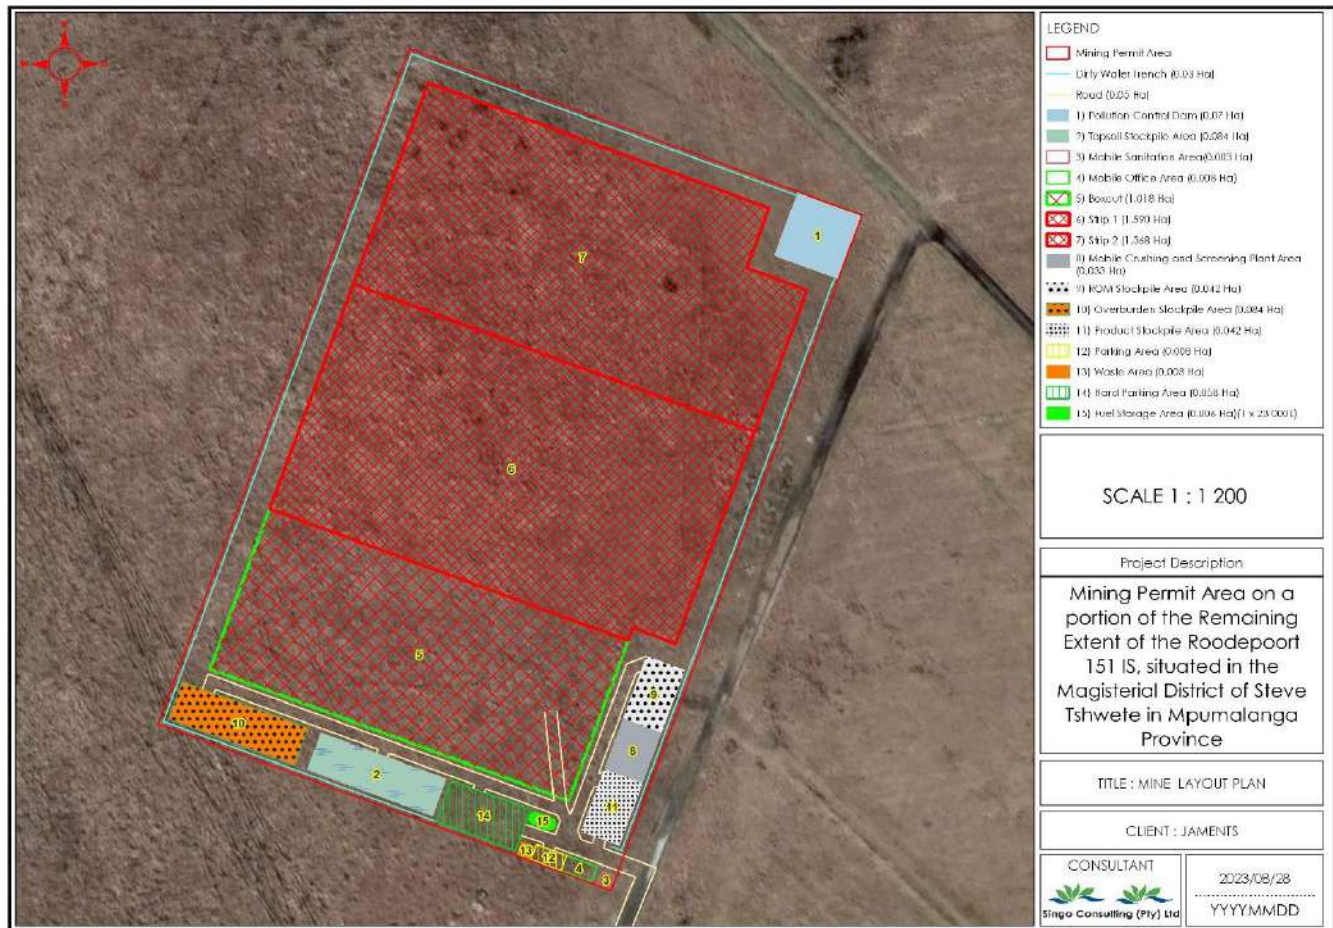 LEGEND
Mining Permit Area
Dirty Water Trench (0.03 Ha)
Road (0.05 Ha)
1) Pollution Control Dam (0.07 Ha)
2) Topsoil Stockpile Area (0.084 Ha)
3) Mobile Sanitation Area(0.003 Ha)
4) Mobile Office Area (0.008 Ha)
5) Boxcut (1.018 Ha)
6) Strip 1 (1.590 Ha)
7) Strip 2 (1.368 Ha)
8) Mobile Crushing and Screening Plant Area
(0.033 Ha)
9) ROM Stockpile Area (0.042 Ha)
10) Overburden Stockpile Area (0.084 Ha)
11) Product Stockpile Area (0.042 Ha)
12) Parking Area (0.008 Ha)
13) Waste Area (0.008 Ha)
14) Hard Parking Area (0.058 Ha)
15) Fuel Storage Area (0.006 Ha)(1 x 23 000L)
SCALE 1 : 1 200
Project Description
Mining Permit Area on a
portion of the Remaining
Extent of the Roodepoort
151 IS, situated in the
Magisterial District of Steve
Tshwete in Mpumalanga
Province
TITLE : MINE LAYOUT PLAN
CLIENT : JAMENTS
CONSULTANT
Singo Consulting (Pty) Ltd
2023/08/28
YYYYMMDD
1
7
6
5
9
10
8
2
11
14
15
13
12
4
3